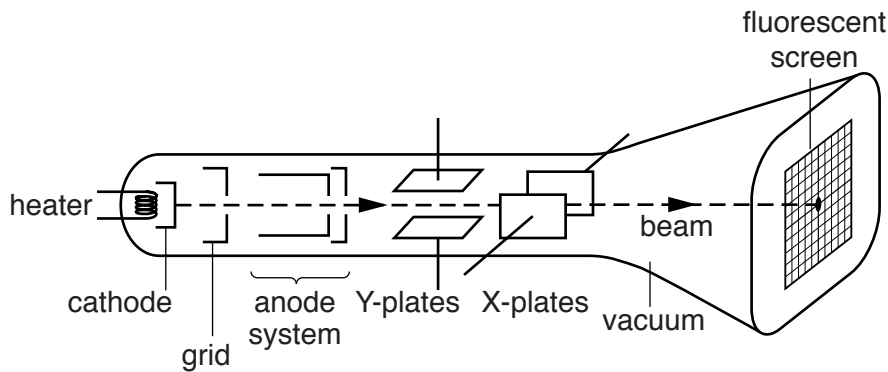 fluorescent
screen
heater
beam
cathode
anode
system
Y-plates
X-plates
vacuum
grid